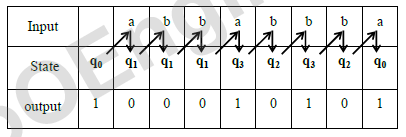 Input a b b a b b b a
State q0 q1 q1 q1 q3 q2 q3 q2 q0
output 1 0 0 0 1 0 1 0 1